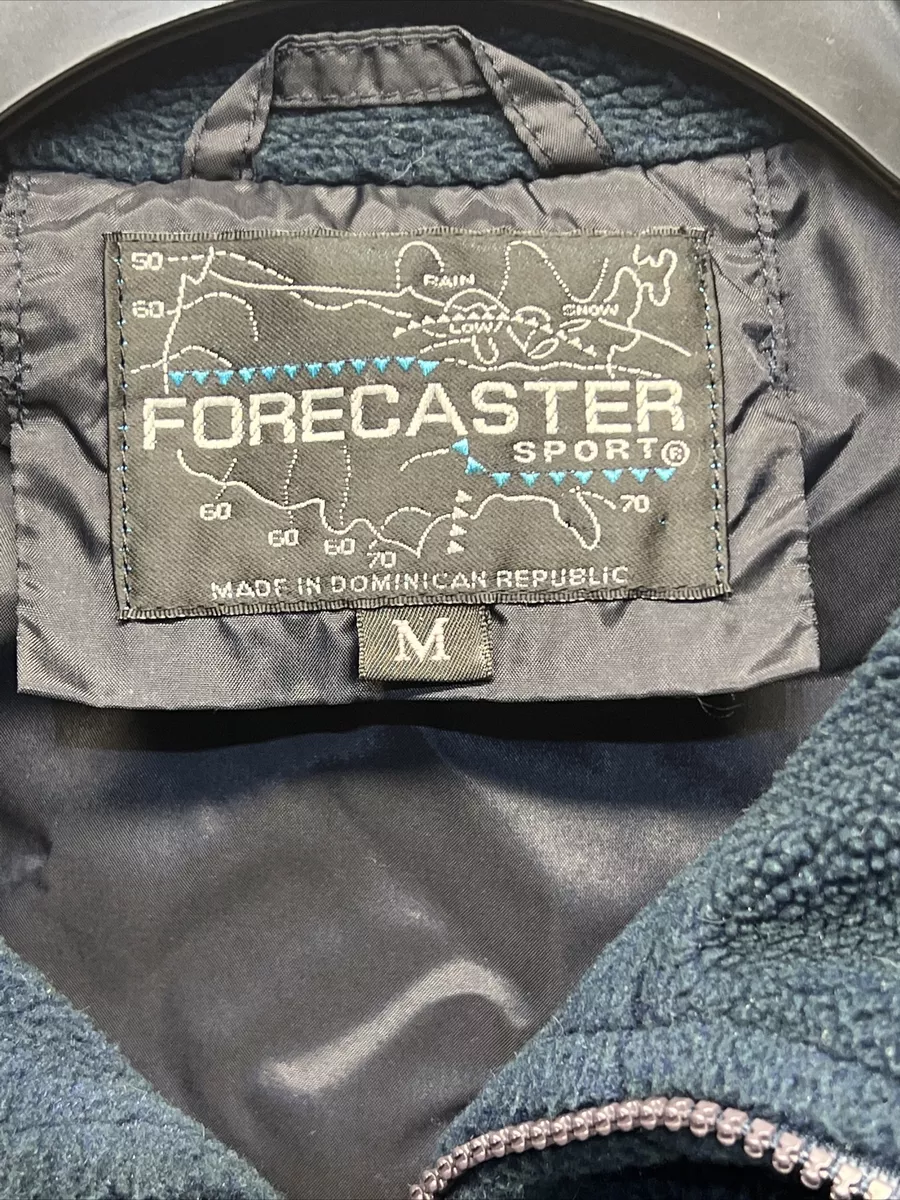 50
RAIN
60
SNOW
LOW
FORECASTER
SPORT®
60
70
60
60
70
MADE IN DOMINICAN REPUBLIC
M